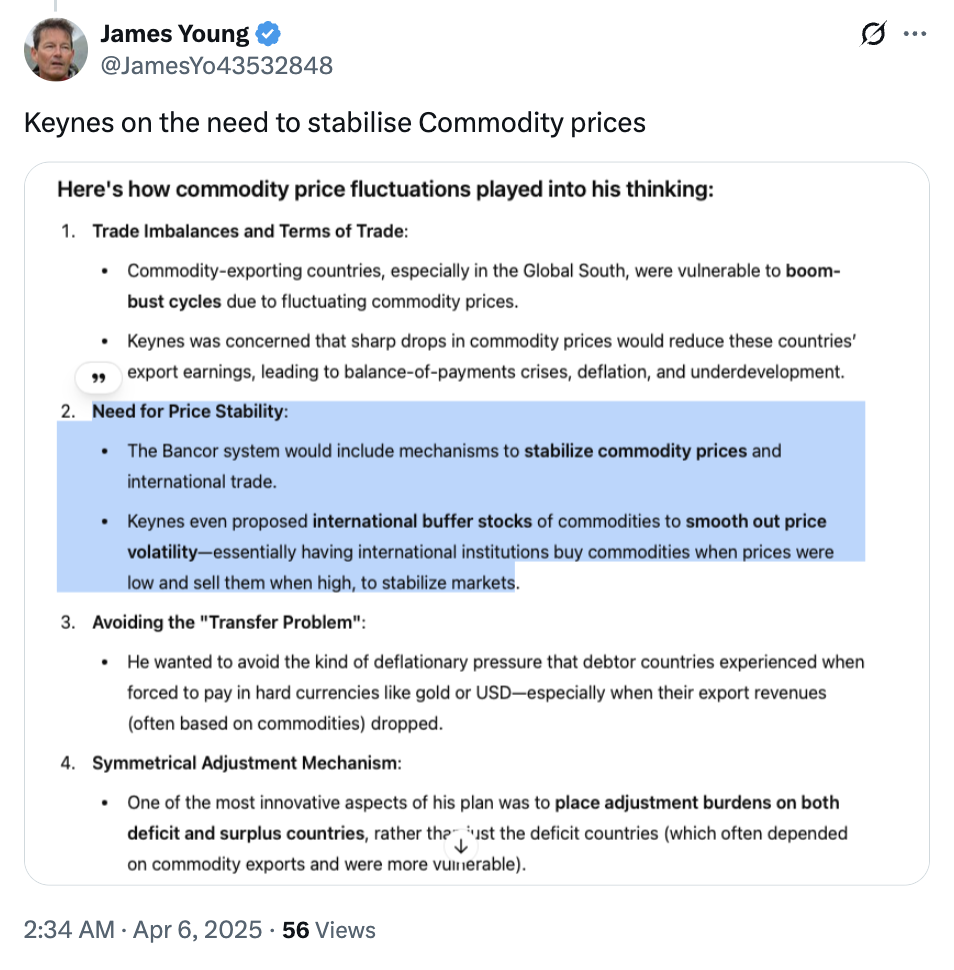 James Young
@JamesYo43532848
Keynes on the need to stabilise Commodity prices
Here's how commodity price fluctuations played into his thinking:
1. Trade Imbalances and Terms of Trade:
• Commodity-exporting countries, especially in the Global South, were vulnerable to boom-
bust cycles due to fluctuating commodity prices.
• Keynes was concerned that sharp drops in commodity prices would reduce these countries'
export earnings, leading to balance-of-payments crises, deflation, and underdevelopment.
2. Need for Price Stability:
• The Bancor system would include mechanisms to stabilize commodity prices and
international trade.
• Keynes even proposed international buffer stocks of commodities to smooth out price
volatility—essentially having international institutions buy commodities when prices were
low and sell them when high, to stabilize markets.
3. Avoiding the "Transfer Problem":
• He wanted to avoid the kind of deflationary pressure that debtor countries experienced when
forced to pay in hard currencies like gold or USD—especially when their export revenues
(often based on commodities) dropped.
4. Symmetrical Adjustment Mechanism:
• One of the most innovative aspects of his plan was to place adjustment burdens on both
deficit and surplus countries, rather than just the deficit countries (which often depended
on commodity exports and were more vulnerable).
2:34 AM · Apr 6, 2025 · 56 Views